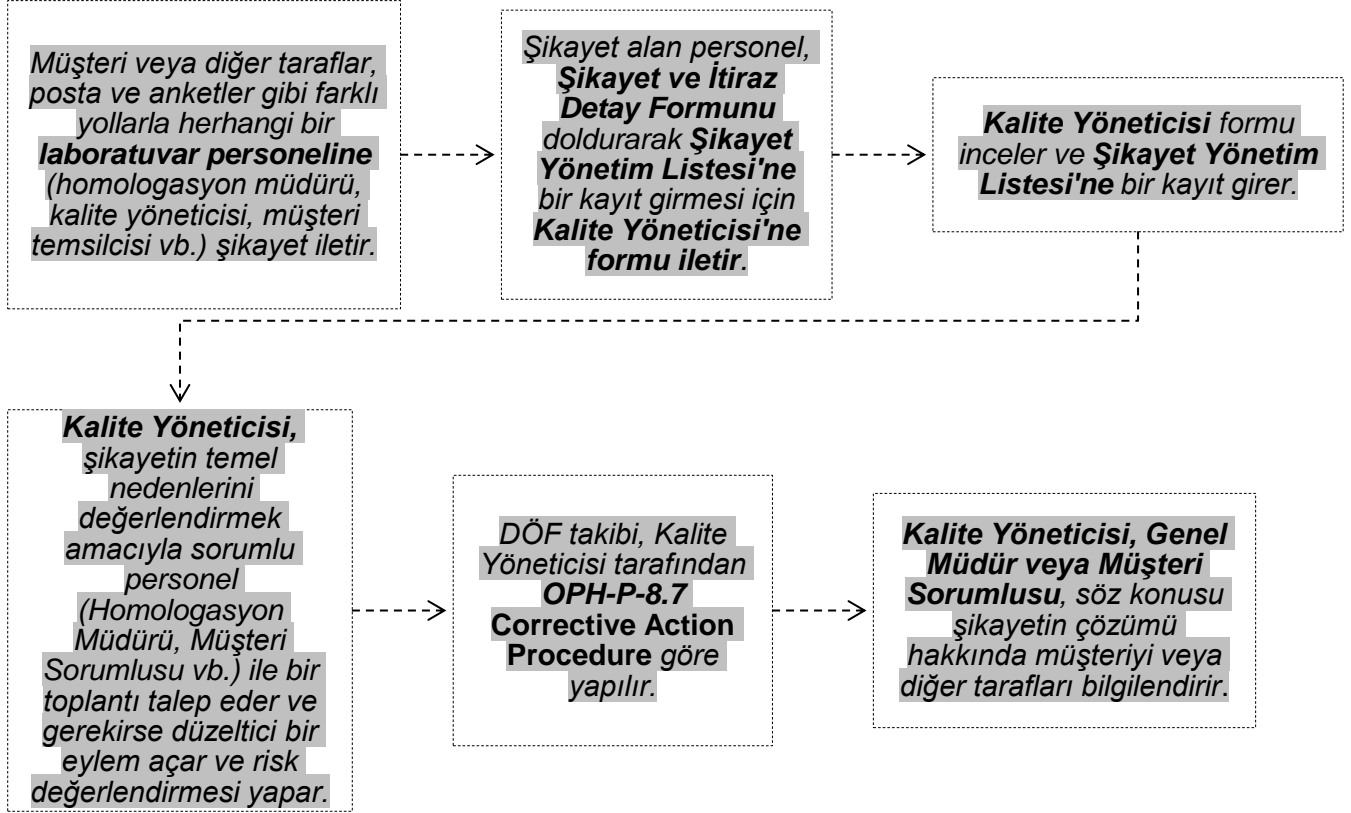 Müşteri veya diğer taraflar,
posta ve anketler gibi farklı
yollarla herhangi bir
laboratuvar personeline
(homologasyon müdürü,
kalite yöneticisi, müşteri
temsilcisi vb.) şikayet iletir.
Şikayet alan personel,
Şikayet ve İtiraz
Detay Formunu
doldurarak Şikayet
Yönetim Listesi'ne
bir kayıt girmesi için
Kalite Yöneticisi'ne
formu iletir.
Kalite Yöneticisi formu
inceler ve Şikayet Yönetim
Listesi'ne bir kayıt girer.
Kalite Yöneticisi,
şikayetin temel
nedenlerini
değerlendirmek
amacıyla sorumlu
personel
(Homologasyon
Müdürü, Müşteri
Sorumlusu vb.) ile bir
toplantı talep eder ve
gerekirse düzeltici bir
eylem açar ve risk
değerlendirmesi yapar.
DÖF takibi, Kalite
Yöneticisi tarafından
OPH-P-8.7
Corrective Action
Procedure göre
yapılır.
Kalite Yöneticisi, Genel
Müdür veya Müşteri
Sorumlusu, söz konusu
şikayetin çözümü
hakkında müşteriyi veya
diğer tarafları bilgilendirir.